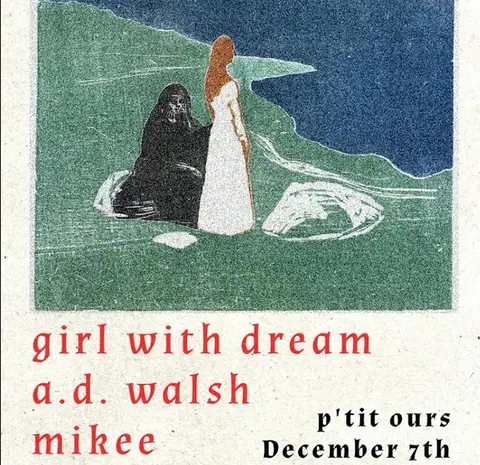 girl with dream
a.d. walsh
mikee
p'tit ours
December 7th